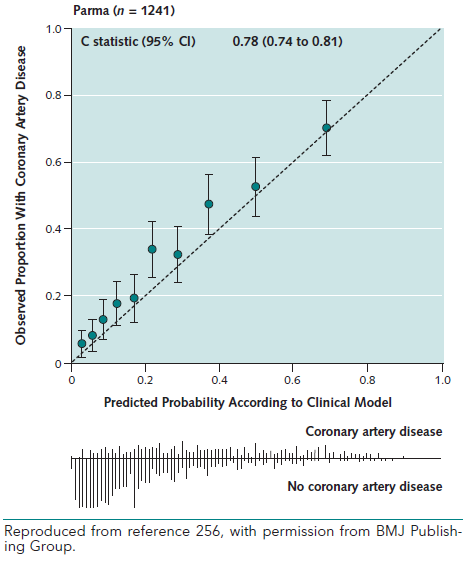 Parma (n = 1241)
C statistic (95% CI) 0.78 (0.74 to 0.81)
Observed Proportion With Coronary Artery Disease
1.0
0.8
0.6
0.4
0.2
0
0 0.2 0.4 0.6 0.8 1.0
Predicted Probability According to Clinical Model
Coronary artery disease
No coronary artery disease
Reproduced from reference 256, with permission from BMJ Publish-
ing Group.